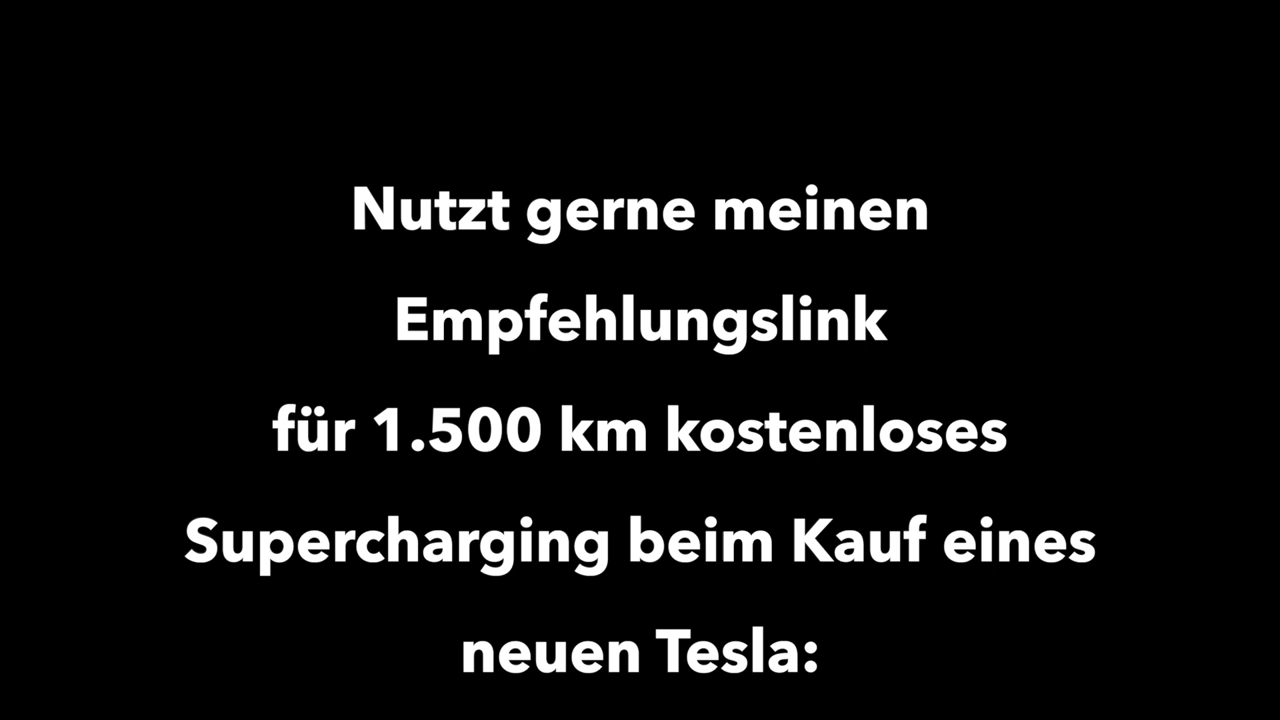 Nutzt gerne meinen
Empfehlungslink
für 1.500 km kostenloses
Supercharging beim Kauf eines
neuen Tesla: